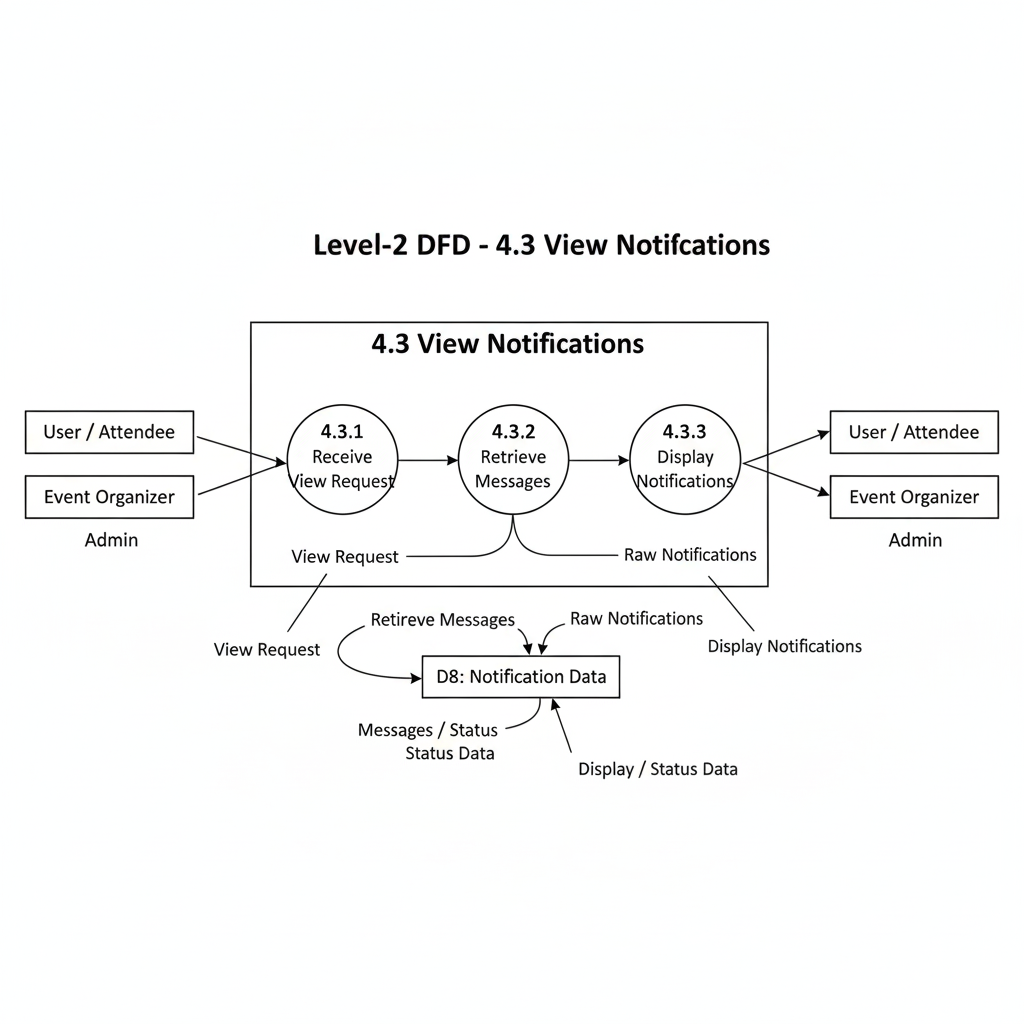 Level-2 DFD - 4.3 View Notifcations
4.3 View Notifications
User / Attendee
Event Organizer
Admin
4.3.1
Receive
View Request
4.3.2
Retrieve
Messages
4.3.3
Display
Notifications
User / Attendee
Event Organizer
Admin
View Request
Raw Notifications
View Request
Retireve Messages
Raw Notifications
Display Notifications
D8: Notification Data
Messages / Status
Status Data
Display / Status Data